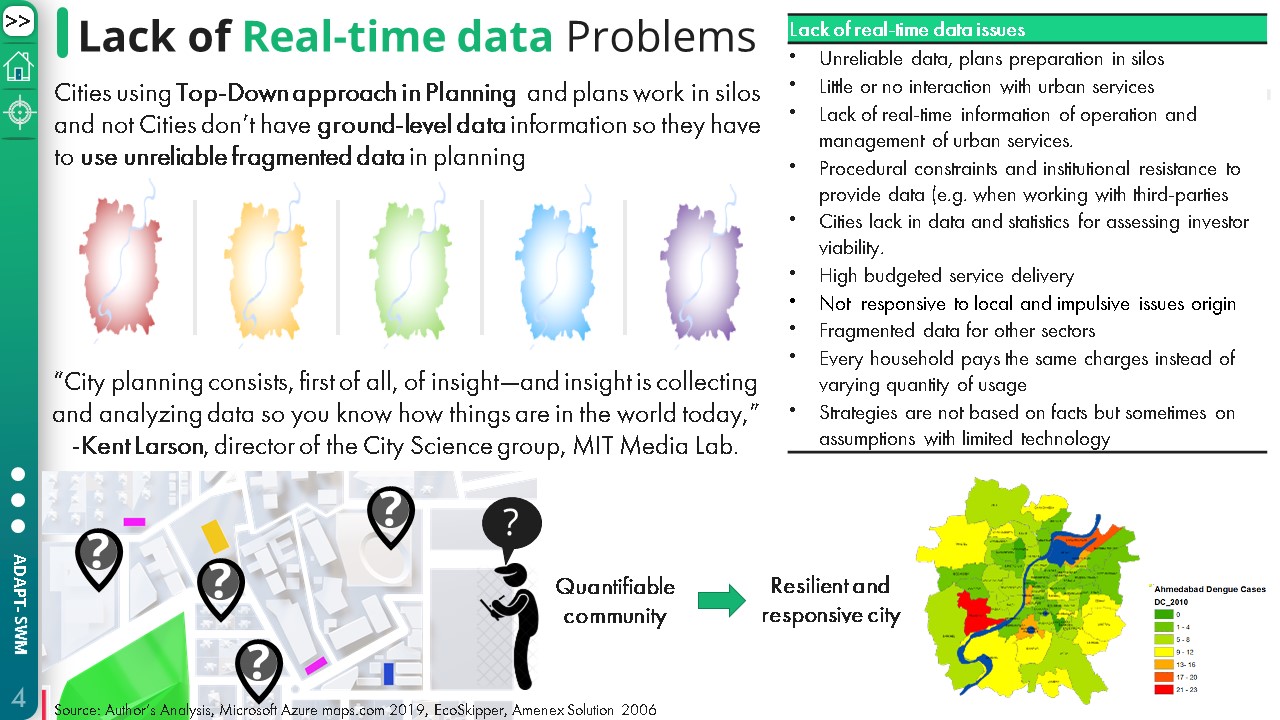 >>
Lack of Real-time data Problems
Cities using Top-Down approach in Planning and plans work in silos
and not Cities don't have ground-level data information so they have
to use unreliable fragmented data in planning
"City planning consists, first of all, of insight—and insight is collecting
and analyzing data so you know how things are in the world today,"
-Kent Larson, director of the City Science group, MIT Media Lab.
Lack of real-time data issues
• Unreliable data, plans preparation in silos
• Little or no interaction with urban services
• Lack of real-time information of operation and
management of urban services.
• Procedural constraints and institutional resistance to
provide data (e.g. when working with third-parties
• Cities lack in data and statistics for assessing investor
viability.
• High budgeted service delivery
• Not responsive to local and impulsive issues origin
• Fragmented data for other sectors
• Every household pays the same charges instead of
varying quantity of usage
• Strategies are not based on facts but sometimes on
assumptions with limited technology
?
?
?
?
?
Quantifiable
community
Resilient and
responsive city
Ahmedabad Dengue Cases
DC_2010
0
1 - 4
5 - 8
9 - 12
13- 16
17 - 20
21 - 23
ADAPT- SWM
4
Source: Author's Analysis, Microsoft Azure maps.com 2019, EcoSkipper, Amenex Solution 2006